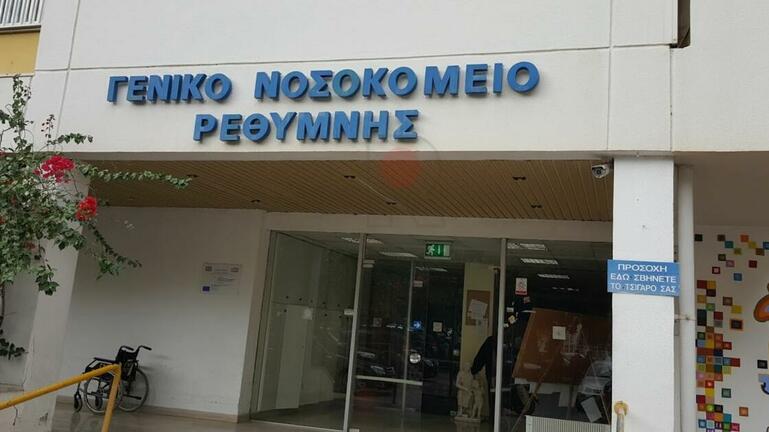 ΓΕΝΙΚΟ ΝΟΣΟΚΟΜΕΙΟ
ΡΕΘΥΜΝΗΣ
ΠΡΟΣΟΧΗ
ΕΔΩ ΣΒΗΝΕΤΕ
ΤΟ ΤΣΙΓΑΡΟ ΣΑΣ